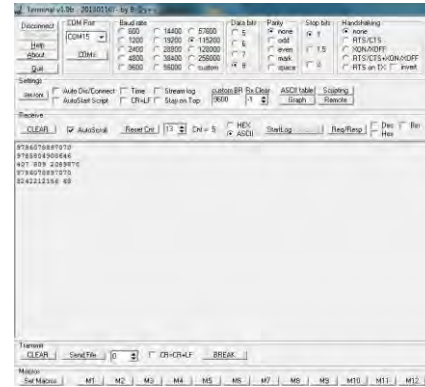 Terminal v1.9b - 20130116? - by Br@y++
Disconnect
Help
About
Quit
COM Port
COM15
COMs
Baud rate
600 14400 57600
1200 19200 115200
2400 28800 128000
4800 38400 256000
9600 56000 custom
Data bits
5
6
7
8
Parity
none
odd
even
mark
space
Stop bits
1
1.5
2
Handshaking
none
RTS/CTS
XON/XOFF
RTS/CTS+XON/XOFF
RTS on TX invert
Settings
Auto Dis/Connect Time Stream log custom BR Rx Clear ASCII table Scripting
AutoStart Script CR=LF Stay on Top 9600 -1 Graph Remote
Receive
CLEAR AutoScroll Reset Cnt 13 Cnt = 5 HEX ASCII StartLog Req/Resp Dec Hex Bin
9786070897070
9786070897070
Transmit
CLEAR Send File 0 CR=CR+LF BREAK
Macros
Set Macros M1 M2 M3 M4 M5 M6 M7 M8 M9 M10 M11 M12